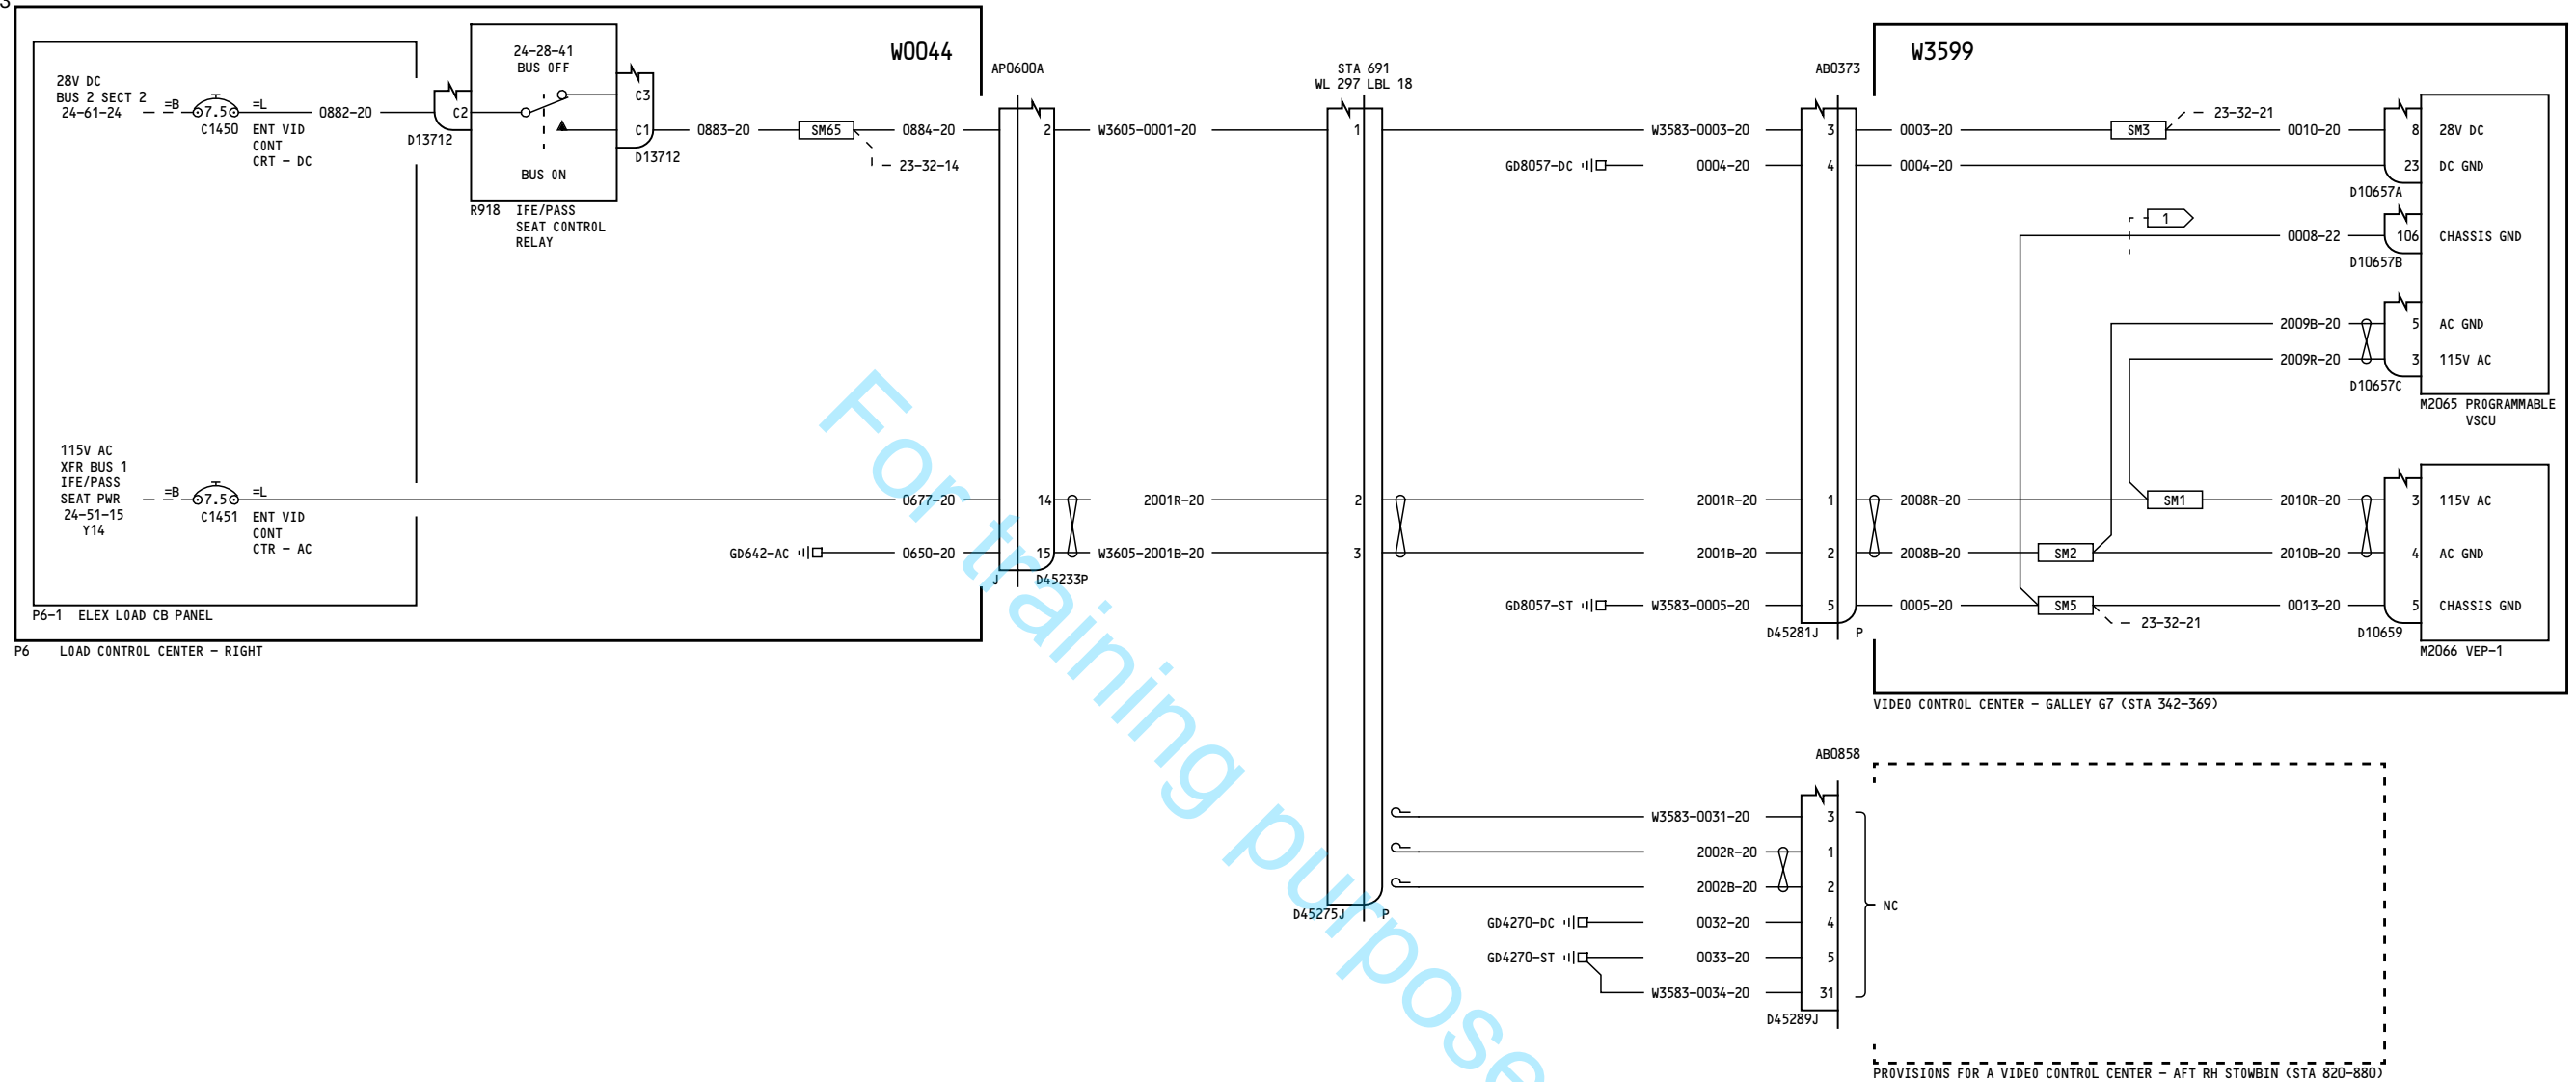 3
W0044
24-28-41
BUS OFF
C3
28V DC
BUS 2 SECT 2
24-61-24
=B
7.5
=L
C1450
ENT VID
CONT
CRT - DC
0882-20
C2
D13712
C1
D13712
BUS ON
R918
IFE/PASS
SEAT CONTROL
RELAY
0883-20
SM65
0884-20
23-32-14
115V AC
XFR BUS 1
IFE/PASS
SEAT PWR
24-51-15
Y14
=B
7.5
=L
C1451
ENT VID
CONT
CTR - AC
0677-20
GD642-AC
0650-20
P6-1 ELEX LOAD CB PANEL
P6 LOAD CONTROL CENTER - RIGHT
AP0600A
2
14
15
J
D45233P
W3605-0001-20
2001R-20
W3605-2001B-20
STA 691
WL 297 LBL 18
1
2
3
D45275J
P
W3583-0003-20
GD8057-DC
0004-20
2001R-20
2001B-20
GD8057-ST
W3583-0005-20
AB0373
3
4
1
2
5
D45281J
P
W3599
0003-20
SM3
23-32-21
0010-20
0004-20
1
0008-22
2009B-20
2009R-20
2008R-20
SM1
2010R-20
2008B-20
SM2
2010B-20
0005-20
SM5
23-32-21
0013-20
8
28V DC
23
DC GND
D10657A
106
CHASSIS GND
D10657B
5
AC GND
3
115V AC
D10657C
M2065 PROGRAMMABLE
VSCU
3
115V AC
4
AC GND
5
CHASSIS GND
D10659
M2066 VEP-1
VIDEO CONTROL CENTER - GALLEY G7 (STA 342-369)
AB0858
W3583-0031-20
3
2002R-20
1
2002B-20
2
GD4270-DC
0032-20
4
GD4270-ST
0033-20
5
W3583-0034-20
31
D45289J
NC
PROVISIONS FOR A VIDEO CONTROL CENTER - AFT RH STOWBIN (STA 820-880)
For training purpose